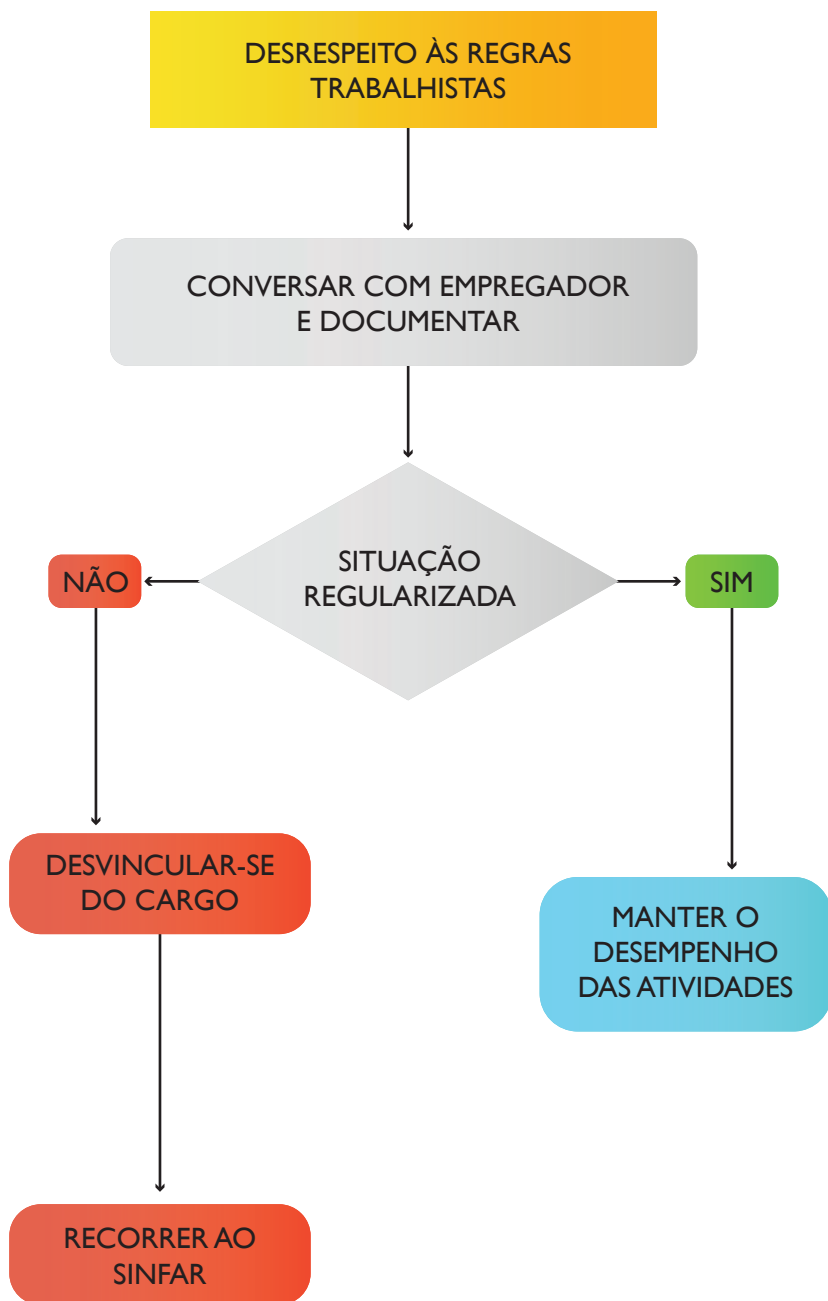 DESRESPEITO ÀS REGRAS
TRABALHISTAS
CONVERSAR COM EMPREGADOR
E DOCUMENTAR
SITUAÇÃO
REGULARIZADA
NÃO
SIM
DESVINCULAR-SE
DO CARGO
MANTER O
DESEMPENHO
DAS ATIVIDADES
RECORRER AO
SINFAR